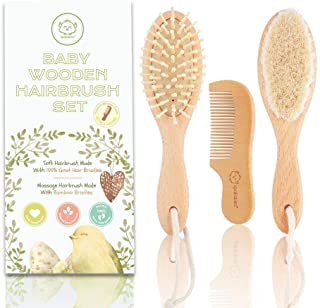 BABY
WOODEN
HAIRBRUSH
SET
Soft Hairbrush Made
With 100% Goat Hair Bristles
Massage Hairbrush Made
With Bamboo Bristles